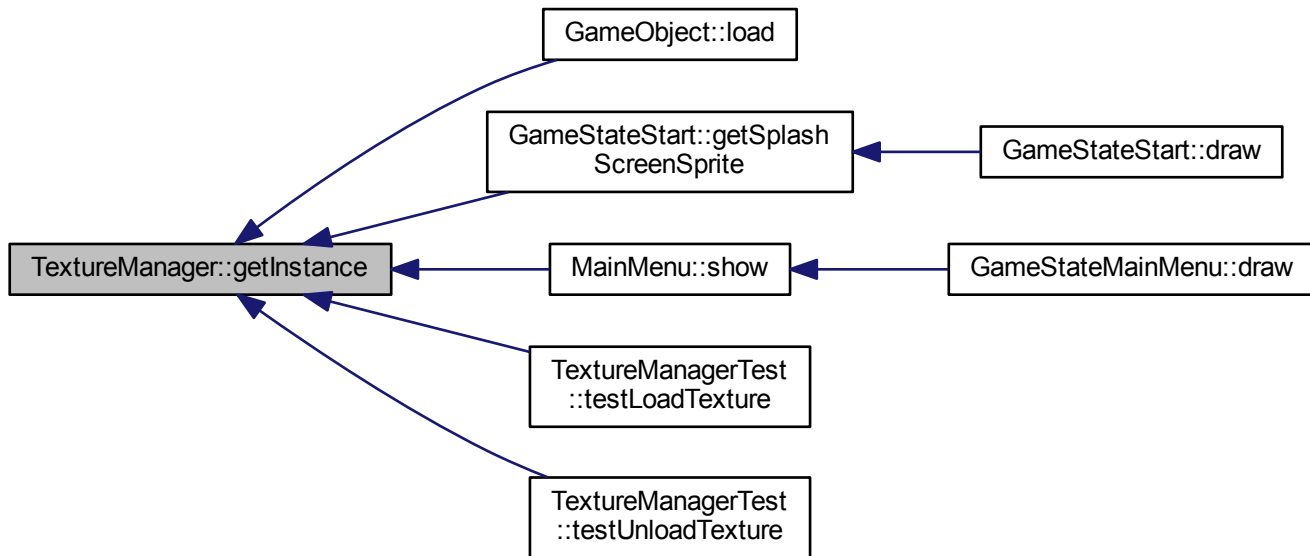 GameObject::load
GameStateStart::getSplash
ScreenSprite
GameStateStart::draw
TextureManager::getInstance
MainMenu::show
GameStateMainMenu::draw
TextureManagerTest
::testLoadTexture
TextureManagerTest
::testUnloadTexture